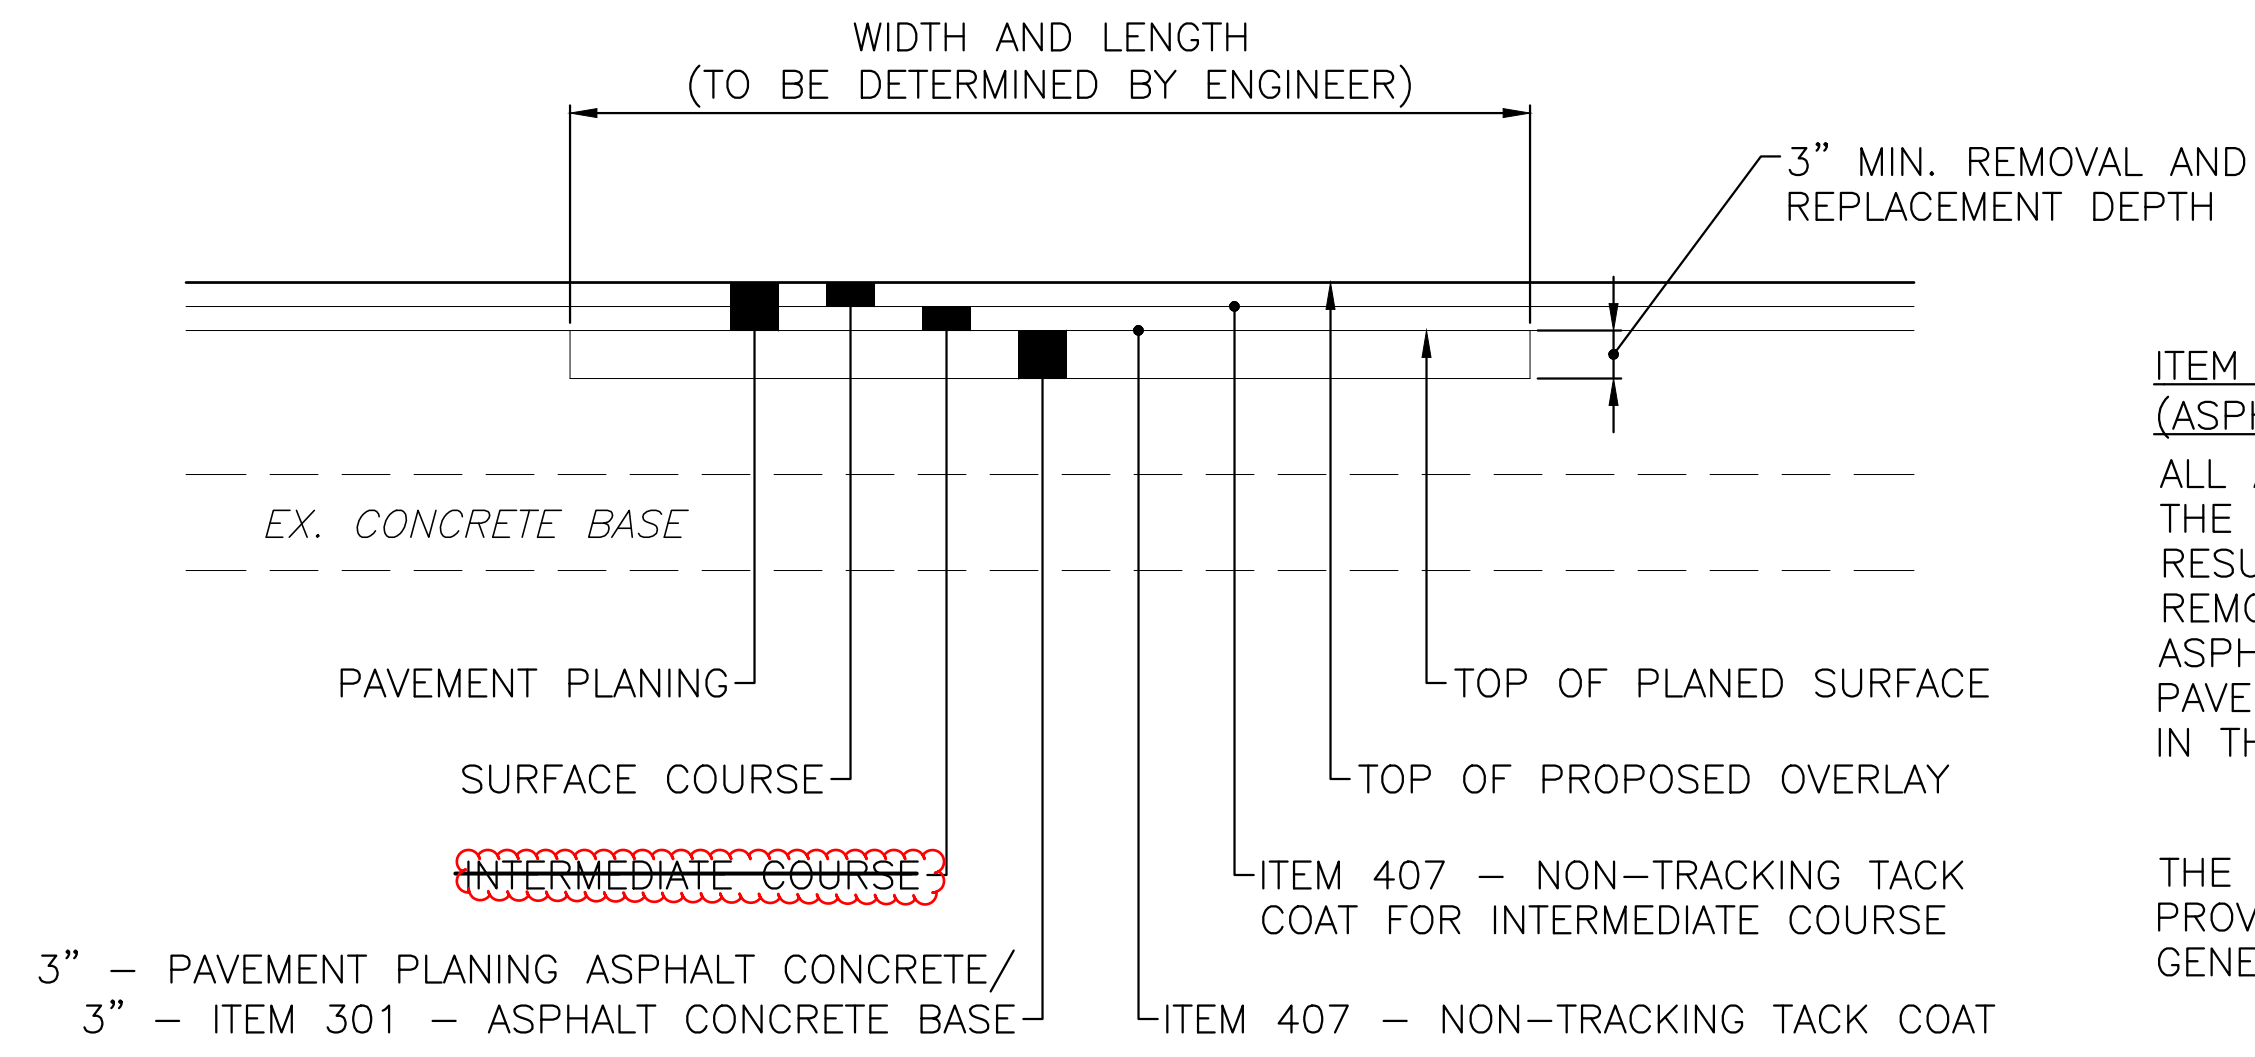 WIDTH AND LENGTH
(TO BE DETERMINED BY ENGINEER)
3” MIN. REMOVAL AND
REPLACEMENT DEPTH
EX. CONCRETE BASE
PAVEMENT PLANING
SURFACE COURSE
INTERMEDIATE COURSE
3” – PAVEMENT PLANING ASPHALT CONCRETE/
3” – ITEM 301 – ASPHALT CONCRETE BASE
TOP OF PLANED SURFACE
TOP OF PROPOSED OVERLAY
ITEM 407 – NON–TRACKING TACK
COAT FOR INTERMEDIATE COURSE
ITEM 407 – NON–TRACKING TACK COAT
ITEM
ALL
THE
IN
THE